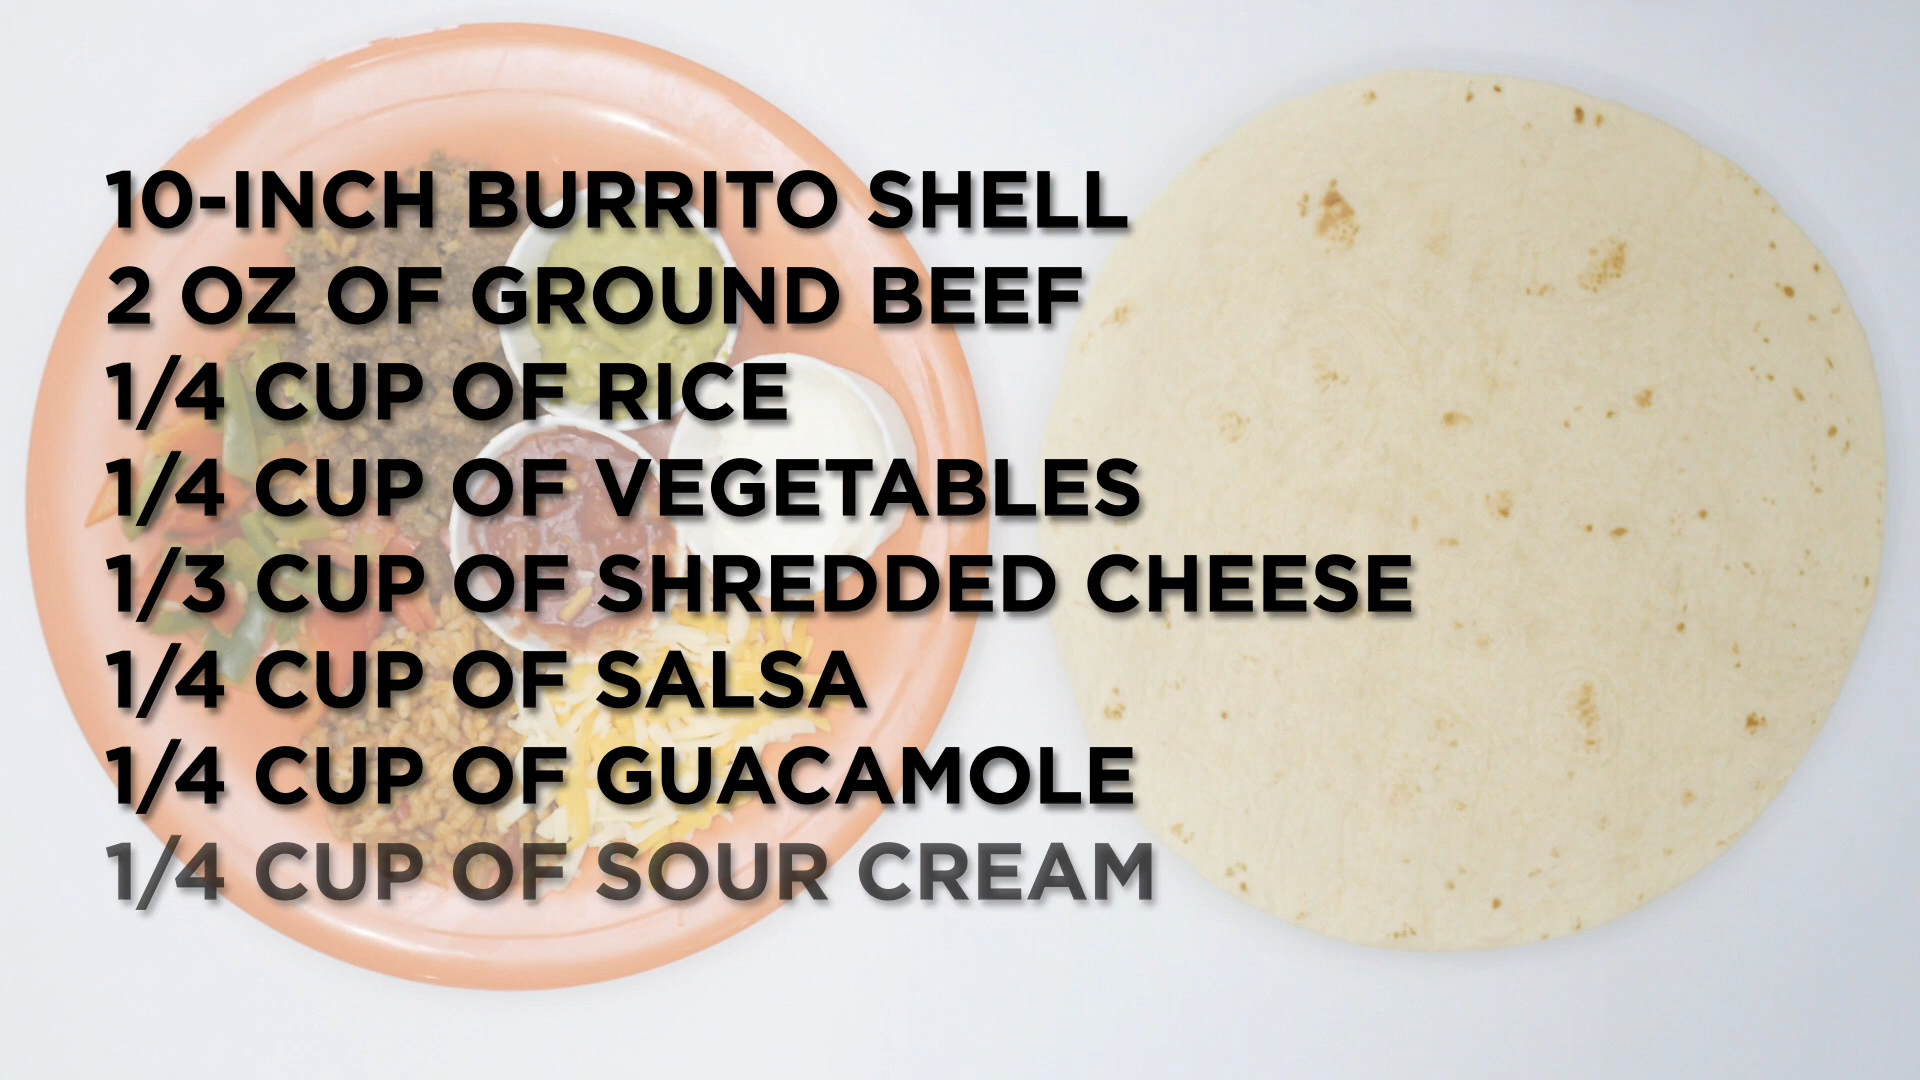 10-INCH BURRITO SHELL
2 OZ OF GROUND BEEF
1/4 CUP OF RICE
1/4 CUP OF VEGETABLES
1/3 CUP OF SHREDDED CHEESE
1/4 CUP OF SALSA
1/4 CUP OF GUACAMOLE
1/4 CUP OF SOUR CREAM